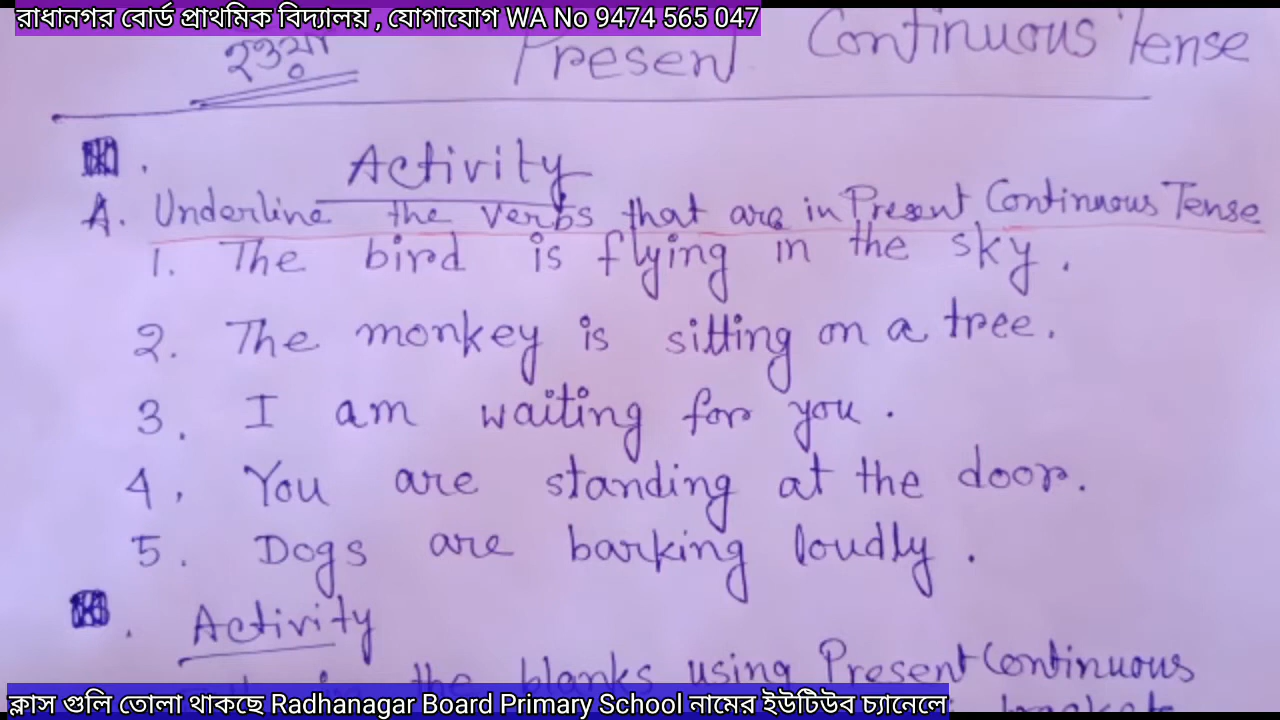 রাধানগর বোর্ড প্রাথমিক বিদ্যালয় , যোগাযোগ WA No 9474 565 047
হওয়া Present Continuous Tense
Activity
A. Underline the verbs that are in Present Continuous Tense
1. The bird is flying in the sky.
2. The monkey is sitting on a tree.
3. I am waiting for you.
4. You are standing at the door.
5. Dogs are barking loudly.
Activity
the blanks using Present Continuous
ক্লাস গুলি তোলা থাকছে Radhanagar Board Primary School নামের ইউটিউব চ্যানেলে